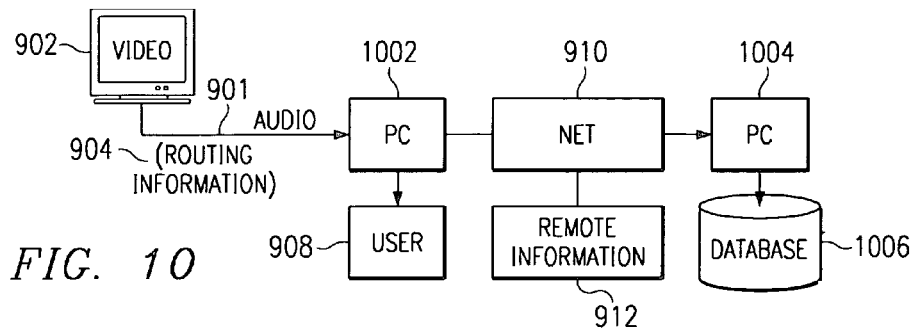 902
VIDEO
901
AUDIO
904
(ROUTING
INFORMATION)
1002
PC
910
NET
1004
PC
908
USER
REMOTE
INFORMATION
912
DATABASE
1006
FIG. 10